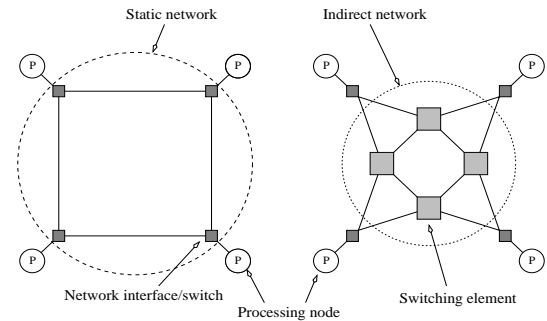 Static network
Indirect network
P
P
P
P
P
P
P
P
Network interface/switch
Switching element
Processing node